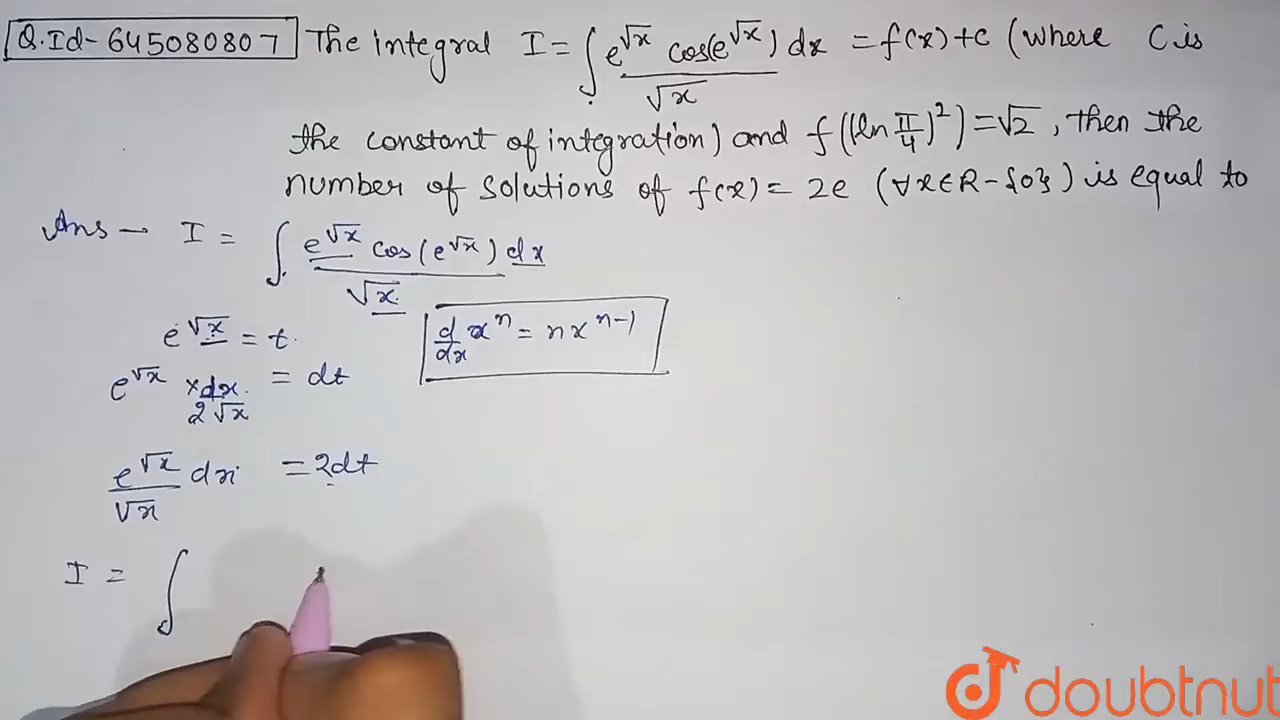 Q.Id-645080807 The integral I = ∫ e^√x cos(e^√x) / √x dx = f(x)+c (where C is
the constant of integration) and f((ln π/4)²) = √2, then the
number of solutions of f(x) = 2e (∀x∈R-{0}) is equal to
Ans - I = ∫ e^√x cos(e^√x) dx / √x
e^√x = t.
d/dx x^n = n x^(n-1)
e^√x × dx / 2√x = dt
e^√x / √x dx = 2dt
I = ∫
doubtnut